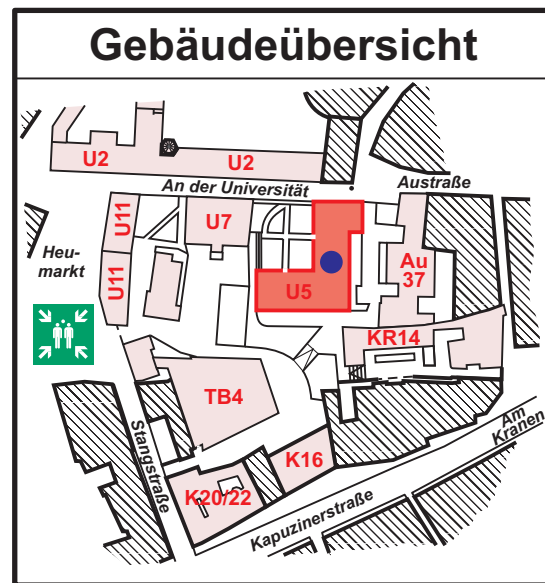 Gebäudeübersicht
U2
U2
An der Universität
Austraße
U11
U7
Heu-
markt
U11
U5
Au
37
KR14
TB4
Stangstraße
K16
K20/22
Kapuzinerstraße
Am
Kranen